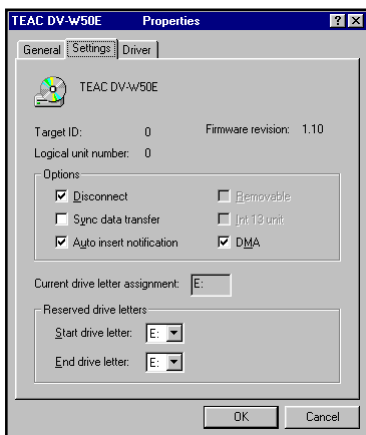 TEAC DV-W50E Properties
General Settings Driver
TEAC DV-W50E
Target ID: 0 Firmware revision: 1.10
Logical unit number: 0
Options
Disconnect Removable
Sync data transfer Int 13 unit
Auto insert notification DMA
Current drive letter assignment: E:
Reserved drive letters
Start drive letter: E:
End drive letter: E:
OK Cancel